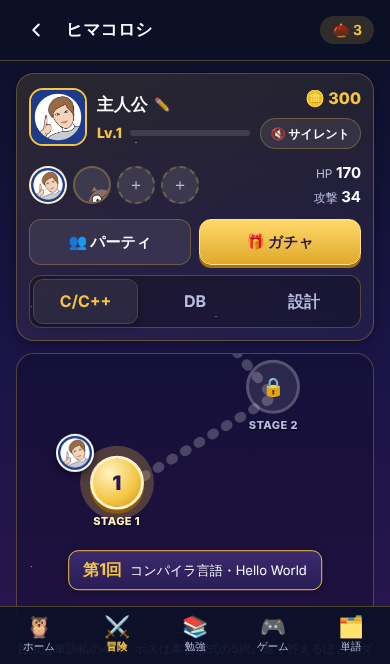 ヒマコロシ
3
主人公
300
Lv.1
サイレント
HP 170
攻撃 34
パーティ
ガチャ
C/C++
DB
設計
STAGE 2
1
STAGE 1
第1回 コンパイラ言語・Hello World
ホーム
冒険
勉強
ゲーム
単語